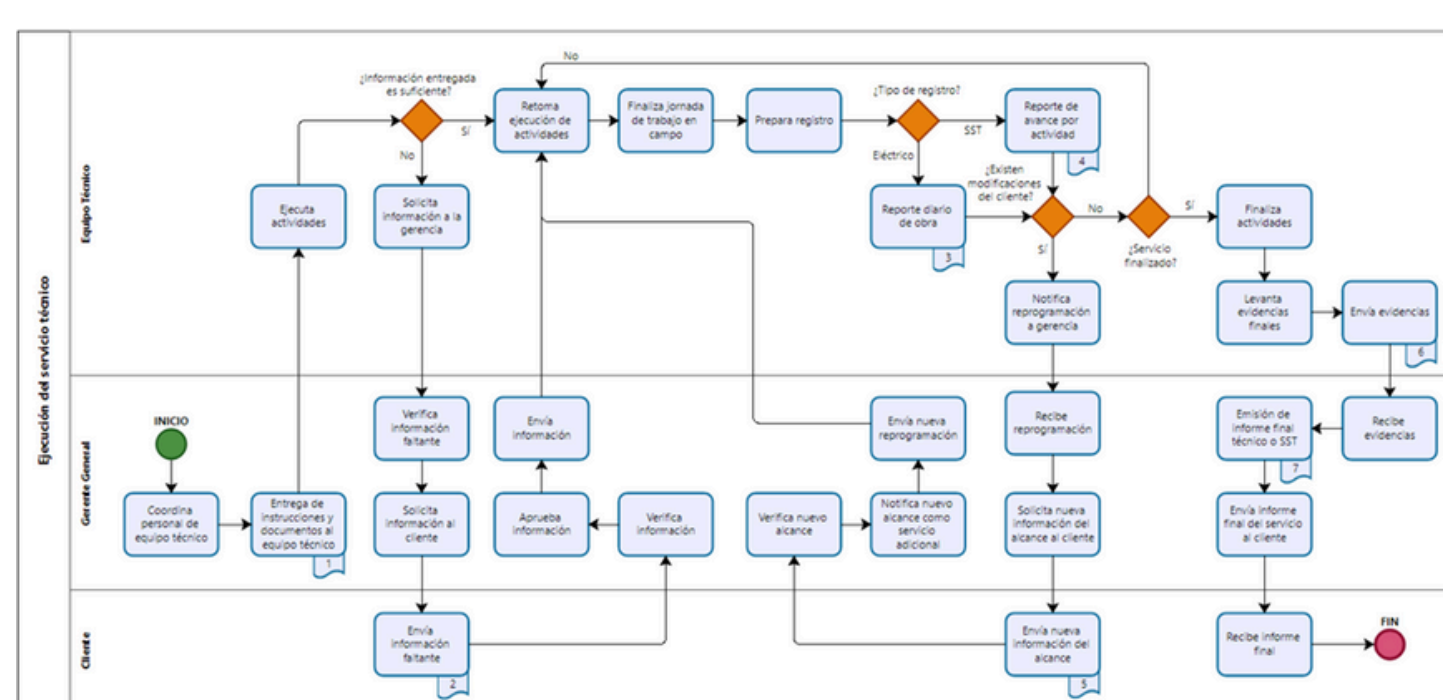 Ejecución del servicio técnico
Equipo Técnico
¿Información entregada
es suficiente?
Sí
No
No
Retoma
ejecución de
actividades
Finaliza jornada
de trabajo en
campo
Prepara registro
¿Tipo de registro?
SST
Eléctrico
Reporte de
avance por
actividad
4
Ejecuta
actividades
Solicita
información a la
gerencia
Reporte diario
de obra
3
¿Existen
modificaciones
del cliente?
No
Sí
¿Servicio
finalizado?
Sí
Finaliza
actividades
Notifica
reprogramación
a gerencia
Levanta
evidencias
finales
Envía evidencias
6
Gerente General
INICIO
Coordina
personal de
equipo técnico
Entrega de
instrucciones y
documentos al
equipo técnico
1
Verifica
información
faltante
Envía
información
Envía nueva
reprogramación
Recibe
reprogramación
Emisión de
informe final
técnico o SST
7
Recibe
evidencias
Solicita
información al
cliente
Aprueba
información
Verifica
información
Verifica nuevo
alcance
Notifica nuevo
alcance como
servicio
adicional
Solicita nueva
información del
alcance al cliente
Envía informe
final del servicio
al cliente
Cliente
Envía
información
faltante
2
Envía nueva
información del
alcance
5
Recibe informe
final
FIN